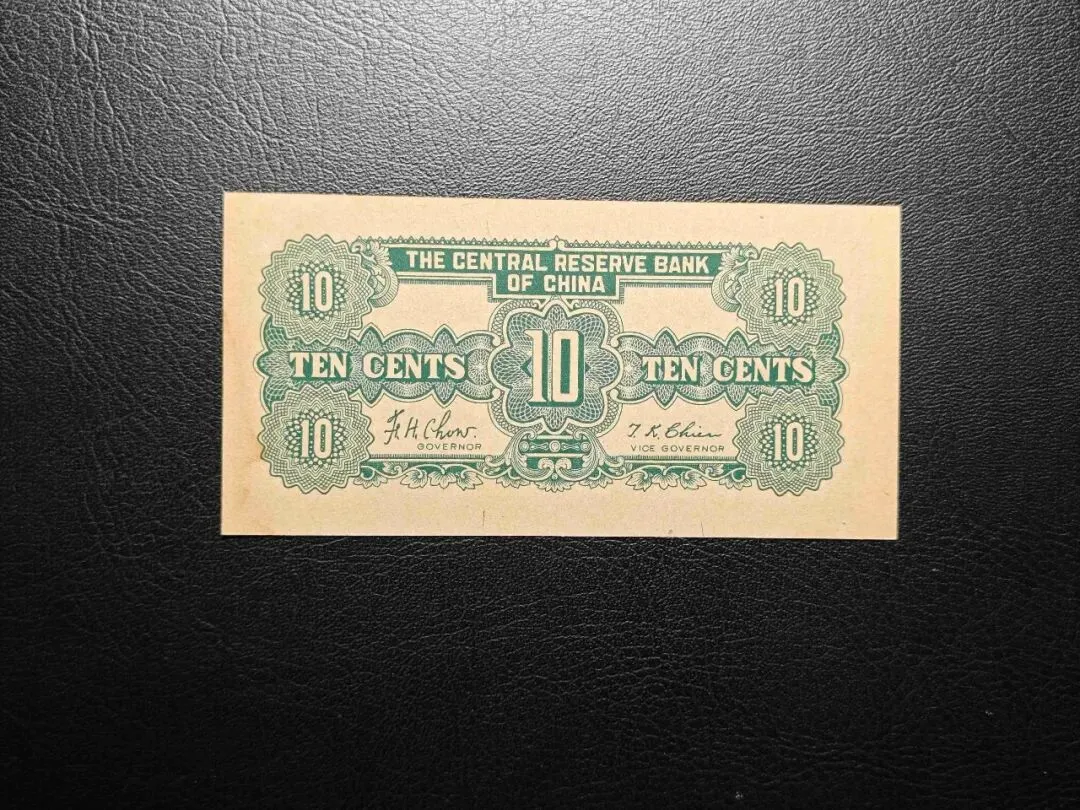 THE CENTRAL RESERVE BANK
OF CHINA
10 10
TEN CENTS 10 TEN CENTS
10 F. H. Chow. T. K. Chien 10
GOVERNOR VICE GOVERNOR